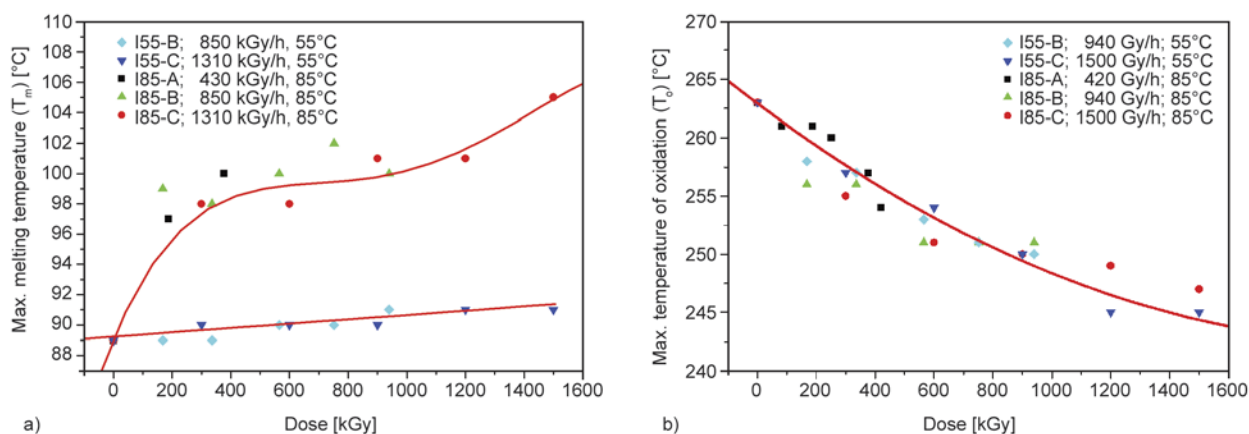 Max. melting temperature (Tm) [°C]
110
108
106
104
102
100
98
96
94
92
90
88
I55-B; 850 kGy/h, 55°C
I55-C; 1310 kGy/h, 55°C
I85-A; 430 kGy/h, 85°C
I85-B; 850 kGy/h, 85°C
I85-C; 1310 kGy/h, 85°C
0 200 400 600 800 1000 1200 1400 1600
Dose [kGy]
a)
Max. temperature of oxidation (To) [°C]
270
265
260
255
250
245
240
I55-B; 940 Gy/h, 55°C
I55-C; 1500 Gy/h; 55°C
I85-A; 420 Gy/h; 85°C
I85-B; 940 Gy/h; 85°C
I85-C; 1500 Gy/h; 85°C
0 200 400 600 800 1000 1200 1400 1600
Dose [kGy]
b)